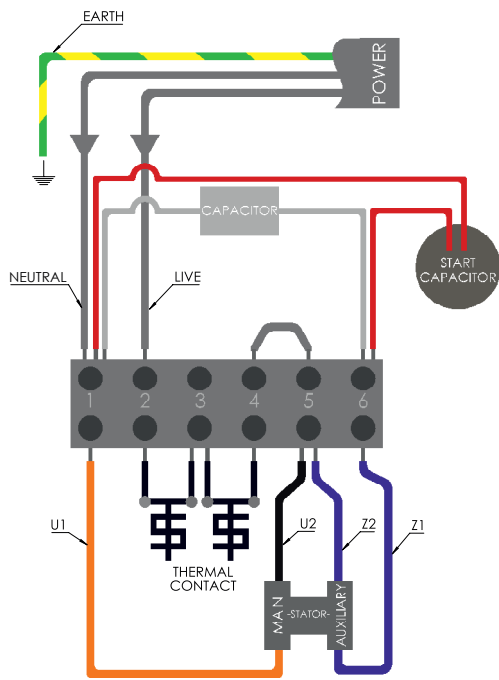 EARTH
POWER
CAPACITOR
START
CAPACITOR
NEUTRAL
LIVE
1 2 3 4 5 6
U1
U2
Z2
Z1
THERMAL
CONTACT
MAN
-STATOR-
AUXILIARY